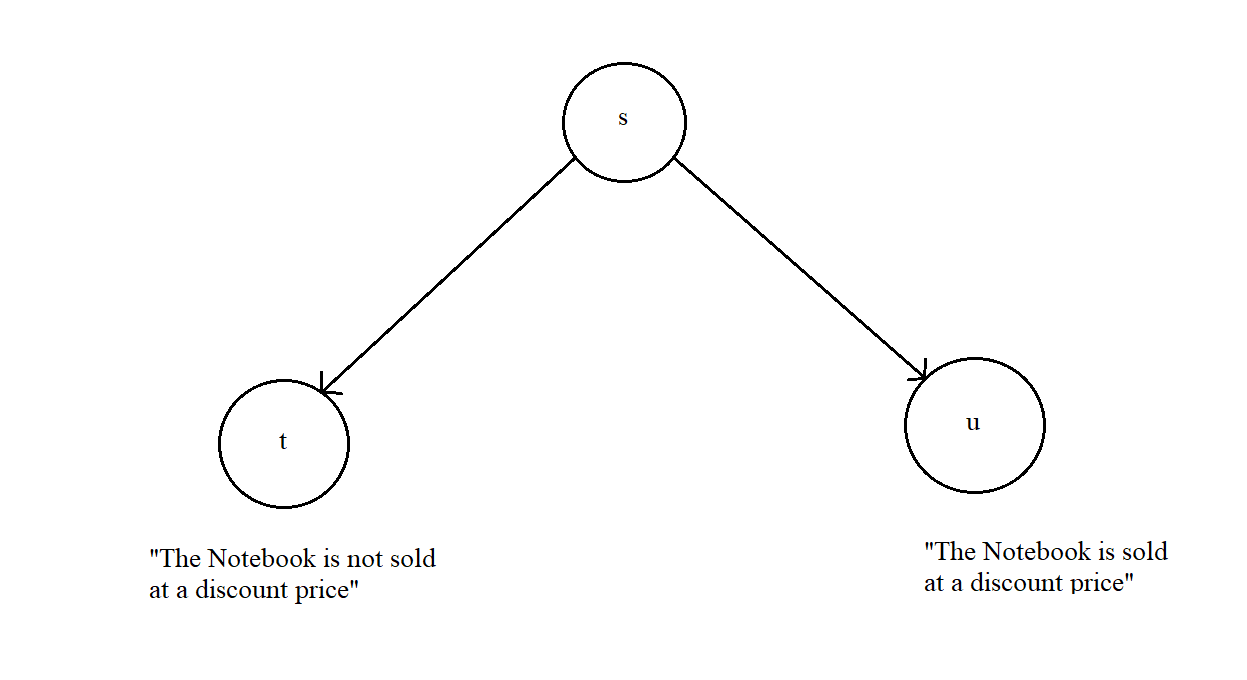 s
t
u
"The Notebook is not sold
at a discount price"
"The Notebook is sold
at a discount price"